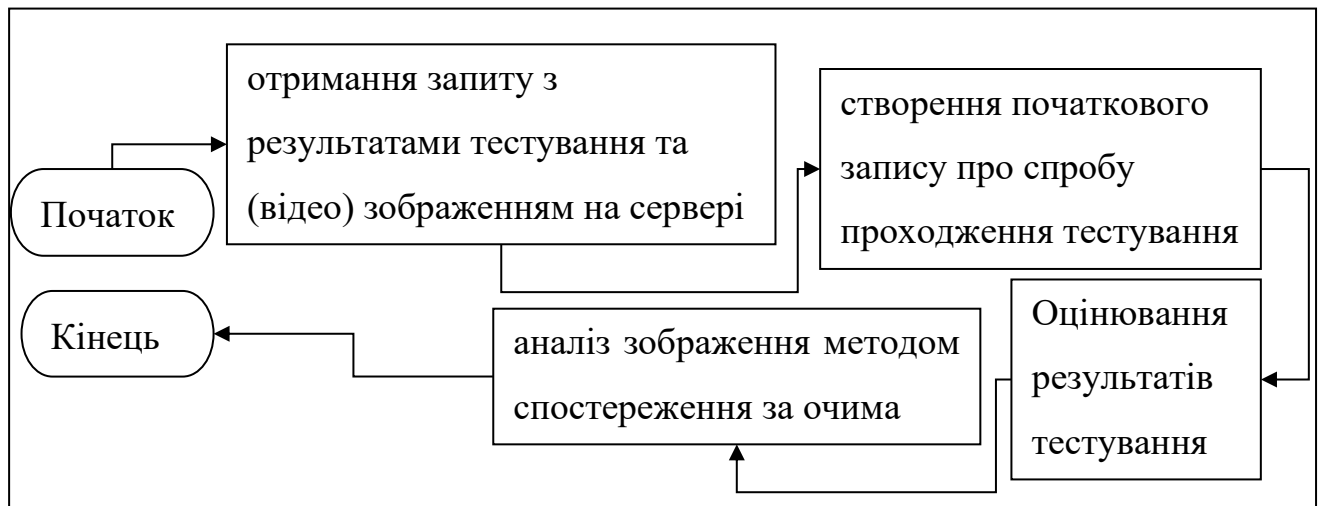 Початок
отримання запиту з
результатами тестування та
(відео) зображенням на сервері
створення початкового
запису про спробу
проходження тестування
Оцінювання
результатів
тестування
аналіз зображення методом
спостереження за очима
Кінець